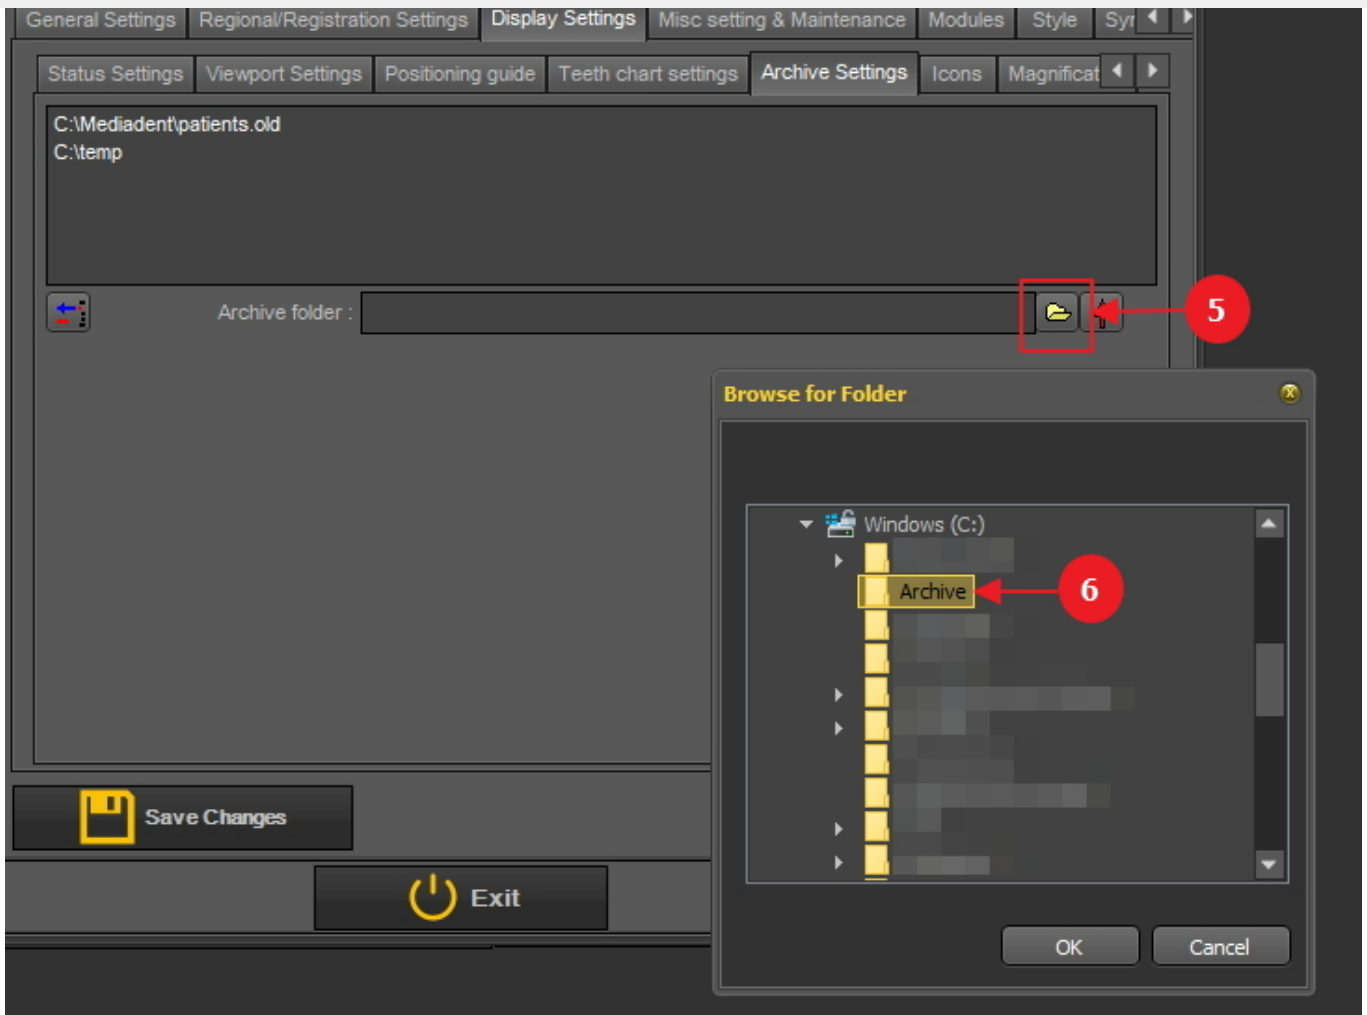 General Settings Regional/Registration Settings Display Settings Misc setting & Maintenance Modules Style
Status Settings Viewport Settings Positioning guide Teeth chart settings Archive Settings Icons Magnificat
C:\Mediadent\patients.old
C:\temp
Archive folder :
5
Browse for Folder
Windows (C:)
Archive
6
Save Changes
Exit
OK Cancel